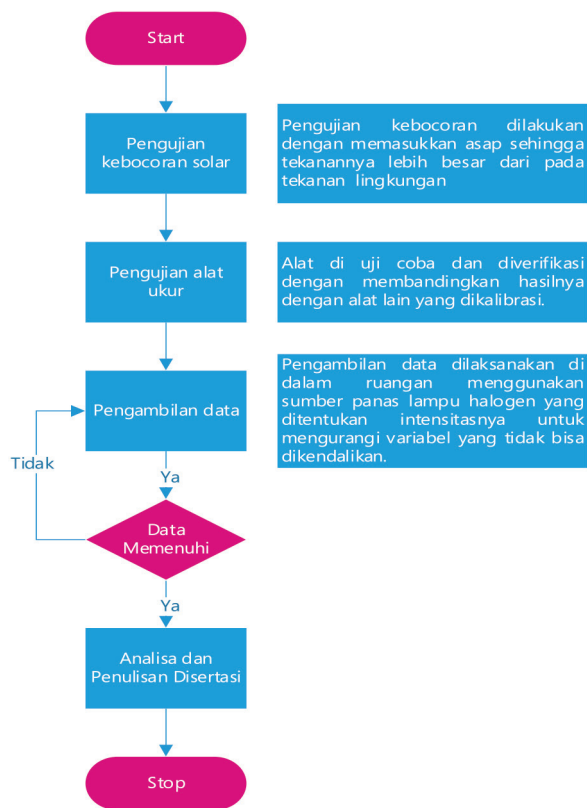 Start
Pengujian
kebocoran solar
Pengujian kebocoran dilakukan
dengan memasukkan asap sehingga
tekanannya lebih besar dari pada
tekanan lingkungan
Pengujian alat
ukur
Alat di uji coba dan diverifikasi
dengan membandingkan hasilnya
dengan alat lain yang dikalibrasi.
Pengambilan data
Pengambilan data dilaksanakan di
dalam ruangan menggunakan
sumber panas lampu halogen yang
ditentukan intensitasnya untuk
mengurangi variabel yang tidak bisa
dikendalikan.
Tidak
Ya
Data
Memenuhi
Ya
Analisa dan
Penulisan Disertasi
Stop